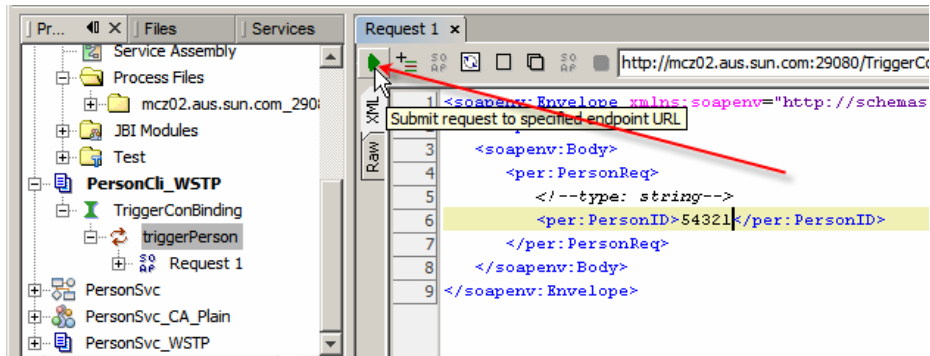 Pr...
Files
Services
Request 1
Service Assembly
Process Files
mcz02.aus.sun.com_290
JBI Modules
Test
PersonCli_WSTP
TriggerConBinding
triggerPerson
Request 1
PersonSvc
PersonSvc_CA_Plain
PersonSvc_WSTP
http://mcz02.aus.sun.com:29080/TriggerCo
XML
Raw
1 <soapenv:Envelope xmlns:soapenv="http://schemas
Submit request to specified endpoint URL
3 <soapenv:Body>
4 <per:PersonReq>
5 <!--type: string-->
6 <per:PersonID>54321</per:PersonID>
7 </per:PersonReq>
8 </soapenv:Body>
9 </soapenv:Envelope>